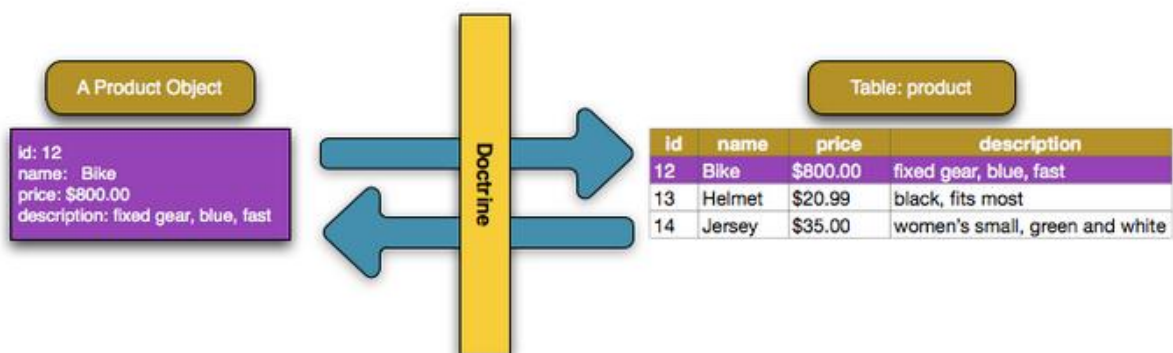 A Product Object
id: 12
name: Bike
price: $800.00
description: fixed gear, blue, fast
Doctrine
Table: product
id name price description
12 Bike $800.00 fixed gear, blue, fast
13 Helmet $20.99 black, fits most
14 Jersey $35.00 women's small, green and white